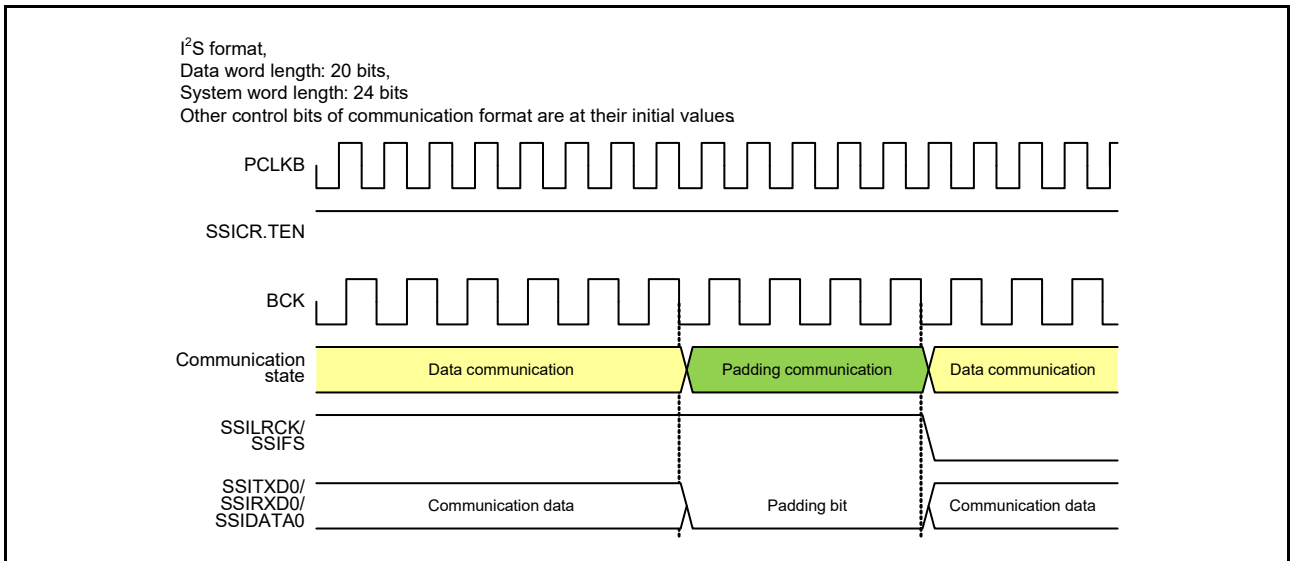 I²S format,
Data word length: 20 bits,
System word length: 24 bits
Other control bits of communication format are at their initial values.
PCLKB
SSICR.TEN
BCK
Communication
state
Data communication
Padding communication
Data communication
SSILRCK/
SSIFS
SSITXD0/
SSIRXD0/
SSIDATA0
Communication data
Padding bit
Communication data